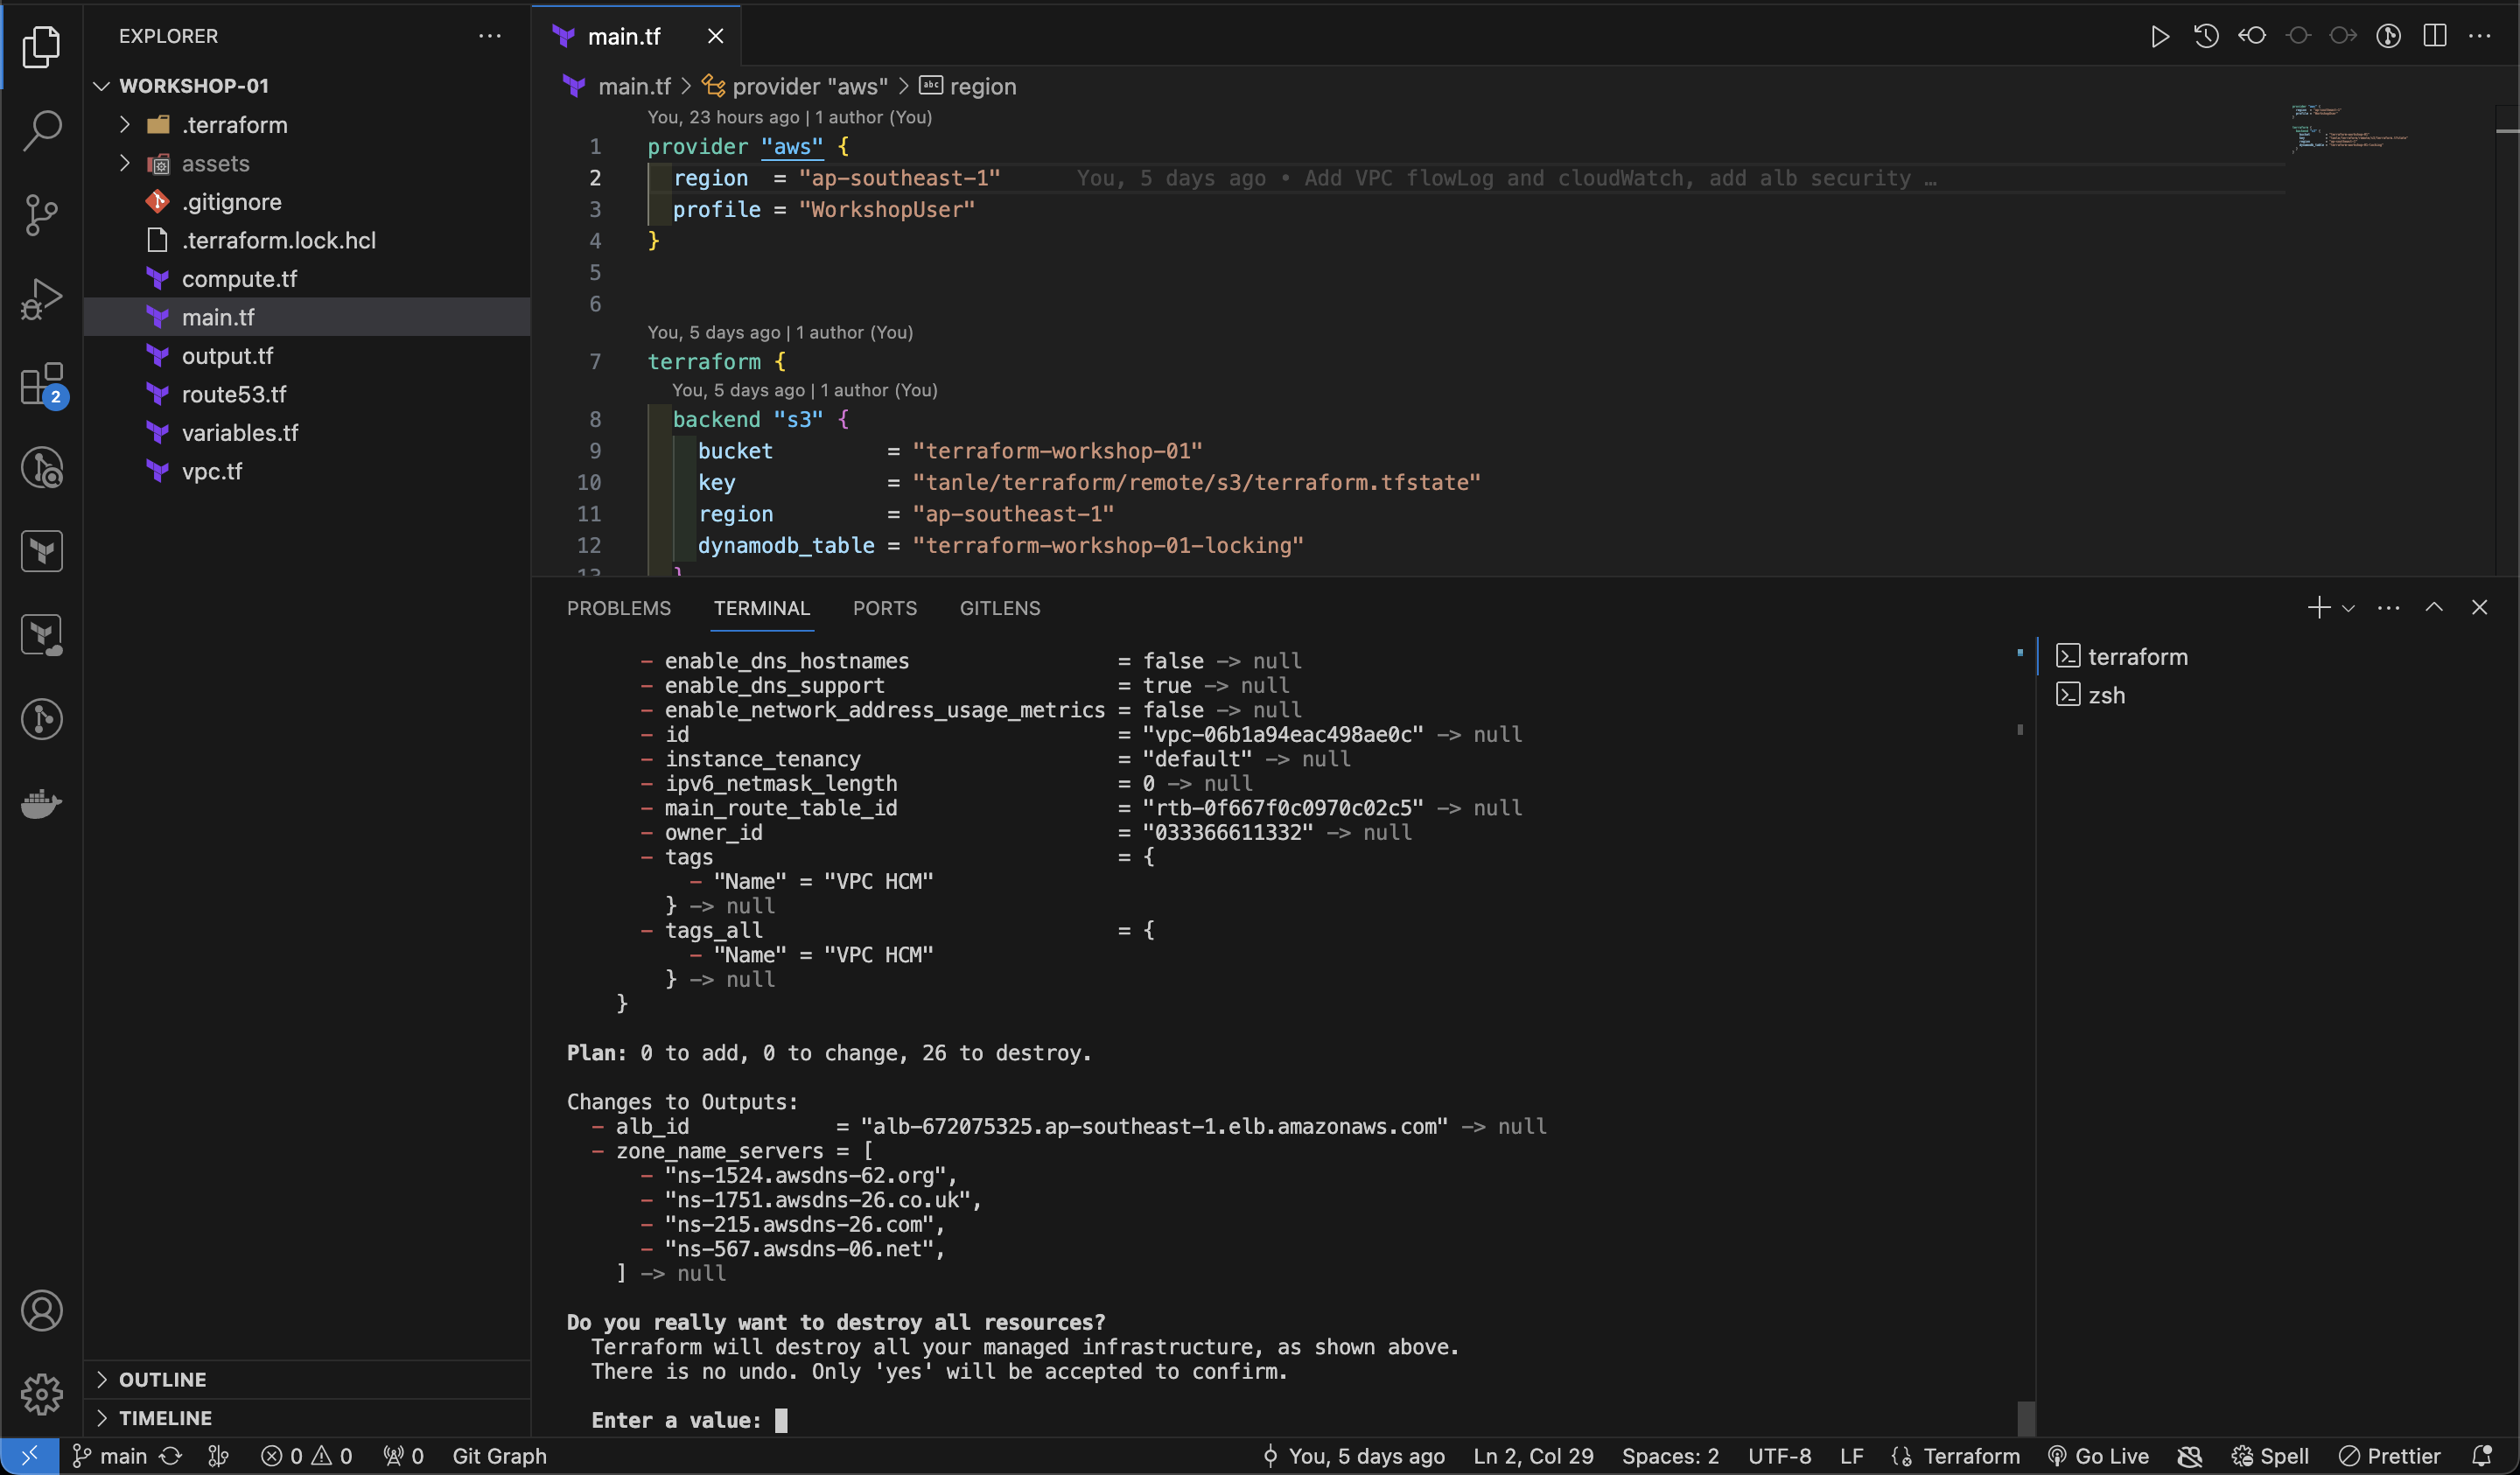 EXPLORER
WORKSHOP-01
.terraform
assets
.gitignore
.terraform.lock.hcl
compute.tf
main.tf
output.tf
route53.tf
variables.tf
vpc.tf
OUTLINE
TIMELINE
2
main.tf
main.tf > provider "aws" > abc region
You, 23 hours ago | 1 author (You)
1 provider "aws" {
2 region = "ap-southeast-1" You, 5 days ago • Add VPC flowLog and cloudWatch, add alb security …
3 profile = "WorkshopUser"
4 }
5
6
You, 5 days ago | 1 author (You)
7 terraform {
You, 5 days ago | 1 author (You)
8 backend "s3" {
9 bucket = "terraform-workshop-01"
10 key = "tanle/terraform/remote/s3/terraform.tfstate"
11 region = "ap-southeast-1"
12 dynamodb_table = "terraform-workshop-01-locking"
13 }
PROBLEMS TERMINAL PORTS GITLENS
- enable_dns_hostnames = false -> null
- enable_dns_support = true -> null
- enable_network_address_usage_metrics = false -> null
- id = "vpc-06b1a94eac498ae0c" -> null
- instance_tenancy = "default" -> null
- ipv6_netmask_length = 0 -> null
- main_route_table_id = "rtb-0f667f0c0970c02c5" -> null
- owner_id = "033366611332" -> null
- tags = {
- "Name" = "VPC HCM"
} -> null
- tags_all = {
- "Name" = "VPC HCM"
} -> null
}
Plan: 0 to add, 0 to change, 26 to destroy.
Changes to Outputs:
- alb_id = "alb-672075325.ap-southeast-1.elb.amazonaws.com" -> null
- zone_name_servers = [
- "ns-1524.awsdns-62.org",
- "ns-1751.awsdns-26.co.uk",
- "ns-215.awsdns-26.com",
- "ns-567.awsdns-06.net",
] -> null
Do you really want to destroy all resources?
Terraform will destroy all your managed infrastructure, as shown above.
There is no undo. Only 'yes' will be accepted to confirm.
Enter a value:
terraform
zsh
main 0 0 0 Git Graph You, 5 days ago Ln 2, Col 29 Spaces: 2 UTF-8 LF Terraform Go Live Spell Prettier